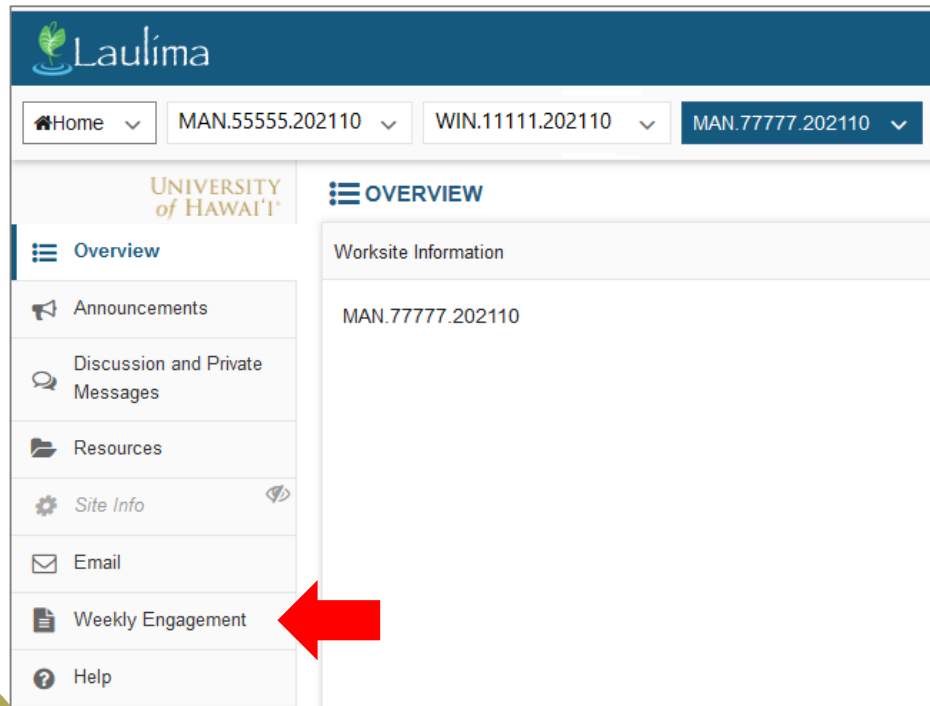 Laulima
Home
MAN.55555.202110
WIN.11111.202110
MAN.77777.202110
UNIVERSITY
of HAWAI‘I®
OVERVIEW
Overview
Worksite Information
MAN.77777.202110
Announcements
Discussion and Private
Messages
Resources
Site Info
Email
Weekly Engagement
Help